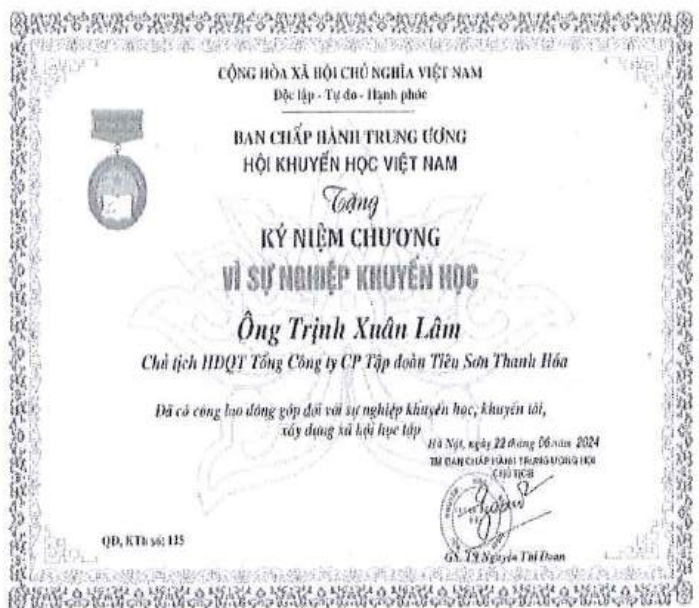 CỘNG HÒA XÃ HỘI CHỦ NGHĨA VIỆT NAM
Độc lập - Tự do - Hạnh phúc
BAN CHẤP HÀNH TRUNG ƯƠNG
HỘI KHUYẾN HỌC VIỆT NAM
Tặng
KỶ NIỆM CHƯƠNG
VÌ SỰ NGHIỆP KHUYẾN HỌC
Ông Trịnh Xuân Lâm
Chủ tịch HĐQT Tổng Công ty CP Tập đoàn Tiên Sơn Thanh Hóa
Đã có công lao đóng góp đối với sự nghiệp khuyến học, khuyến tài,
xây dựng xã hội học tập
Hà Nội, ngày 22 tháng 06 năm 2024
TM BAN CHẤP HÀNH TRUNG ƯƠNG HỘI
CHỦ TỊCH
QĐ, KTh số: 115
GS. TS Nguyễn Thị Doan